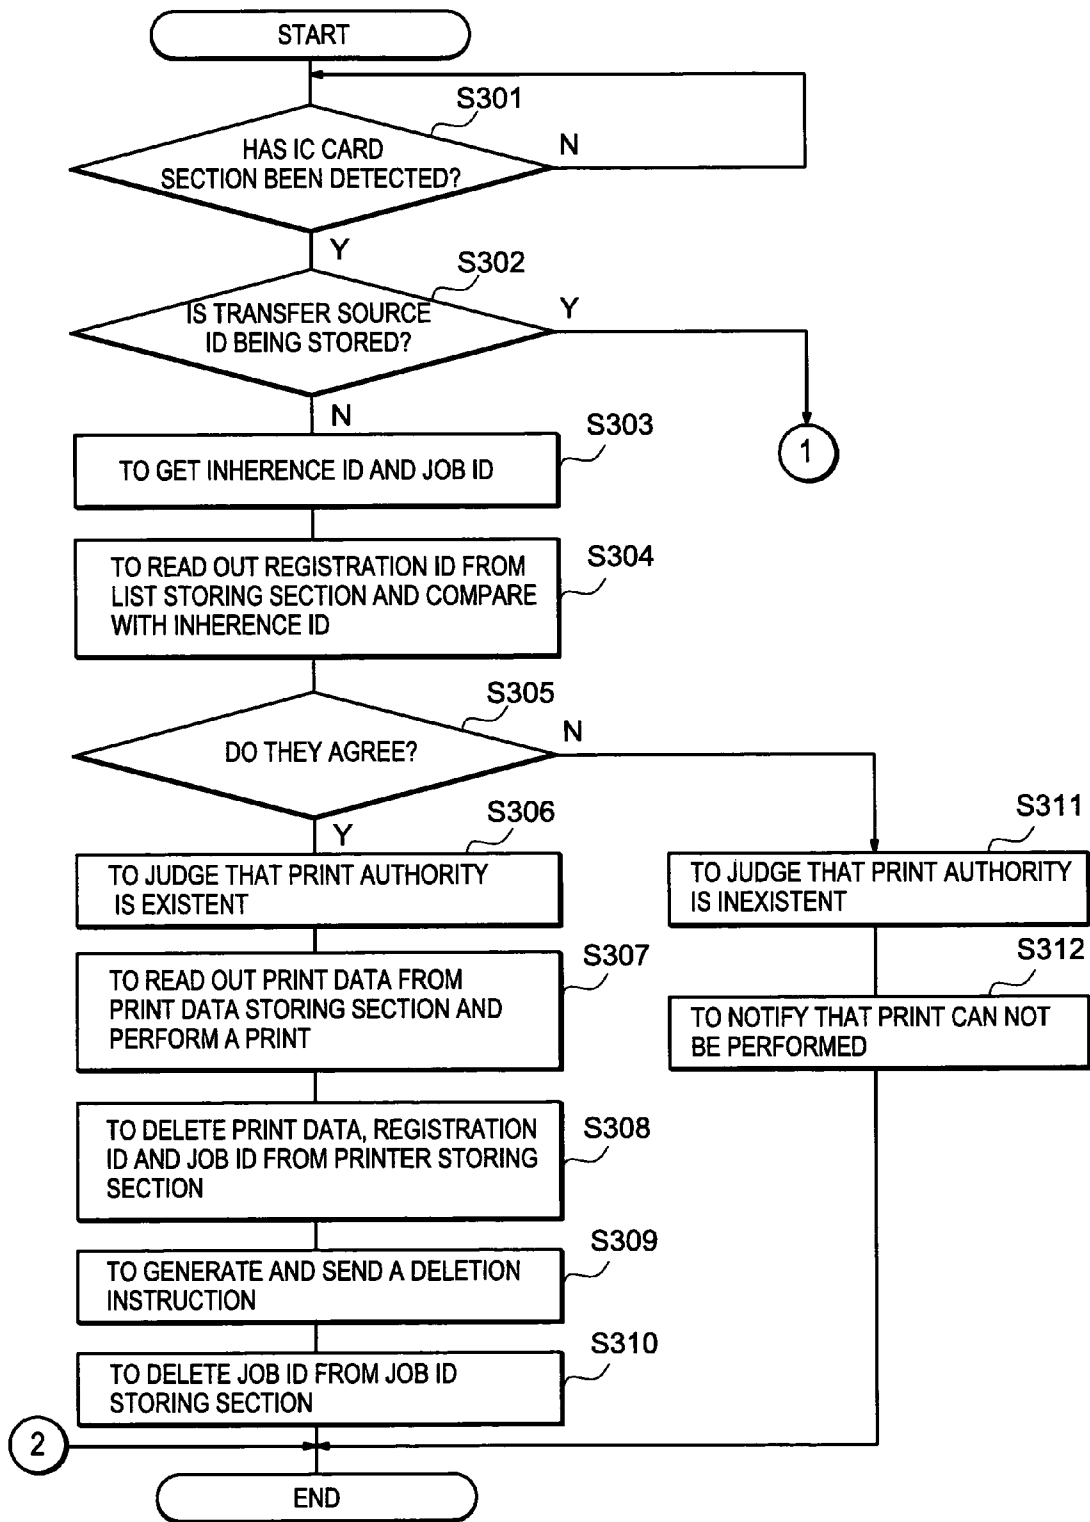 START
S301
HAS IC CARD
SECTION BEEN DETECTED?
N
Y
S302
IS TRANSFER SOURCE
ID BEING STORED?
Y
N
1
S303
TO GET INHERENCE ID AND JOB ID
S304
TO READ OUT REGISTRATION ID FROM
LIST STORING SECTION AND COMPARE
WITH INHERENCE ID
S305
DO THEY AGREE?
N
Y
S306
TO JUDGE THAT PRINT AUTHORITY
IS EXISTENT
S311
TO JUDGE THAT PRINT AUTHORITY
IS INEXISTENT
S307
TO READ OUT PRINT DATA FROM
PRINT DATA STORING SECTION AND
PERFORM A PRINT
S312
TO NOTIFY THAT PRINT CAN NOT
BE PERFORMED
S308
TO DELETE PRINT DATA, REGISTRATION
ID AND JOB ID FROM PRINTER STORING
SECTION
S309
TO GENERATE AND SEND A DELETION
INSTRUCTION
S310
TO DELETE JOB ID FROM JOB ID
STORING SECTION
2
END